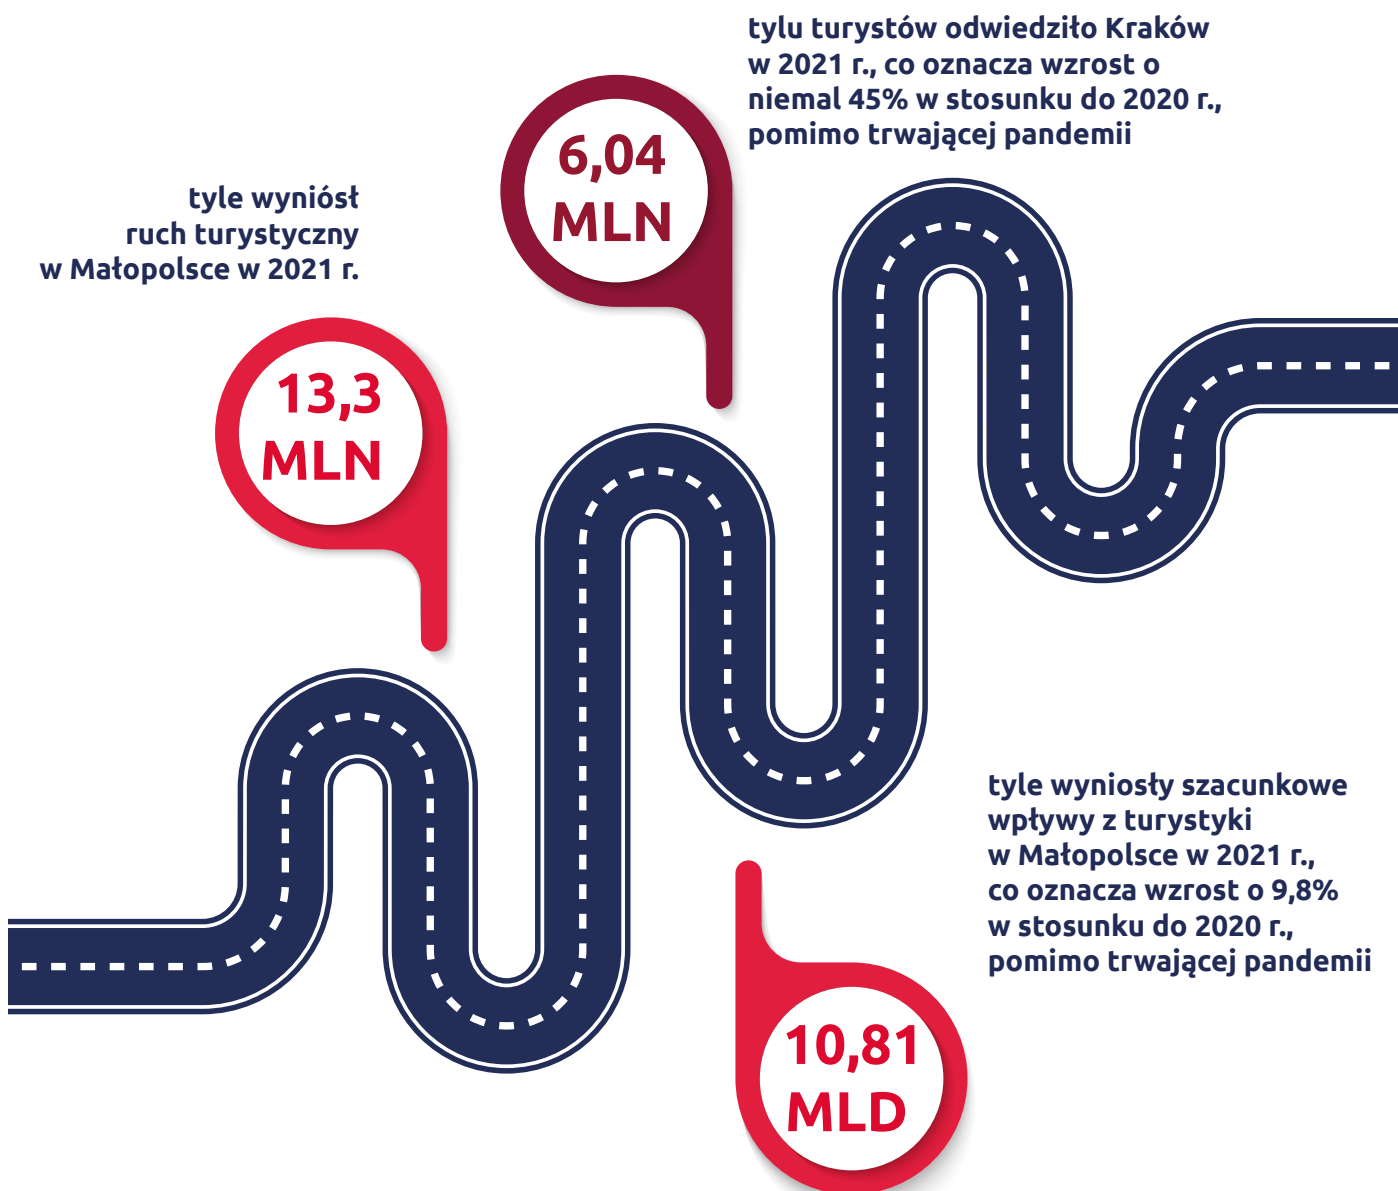 tylu turystów odwiedziło Kraków
w 2021 r., co oznacza wzrost o
niemal 45% w stosunku do 2020 r.,
pomimo trwającej pandemii
6,04
MLN
tyle wyniósł
ruch turystyczny
w Małopolsce w 2021 r.
13,3
MLN
tyle wyniosły szacunkowe
wpływy z turystyki
w Małopolsce w 2021 r.,
co oznacza wzrost o 9,8%
w stosunku do 2020 r.,
pomimo trwającej pandemii
10,81
MLD